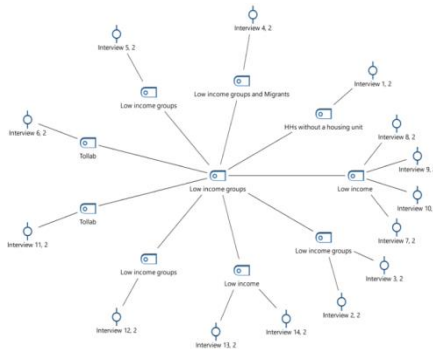 Interview 4, 2
Interview 5, 2
Interview 1, 2
Low income groups
Low income groups and Migrants
HHs without a housing unit
Interview 8, 2
Interview 6, 2
Tollab
Interview 9,
Low income groups
Low income
Interview 10,
Tollab
Interview 7, 2
Interview 11, 2
Low income groups
Interview 3, 2
Low income groups
Low income
Interview 2, 2
Interview 12, 2
Interview 13, 2
Interview 14, 2